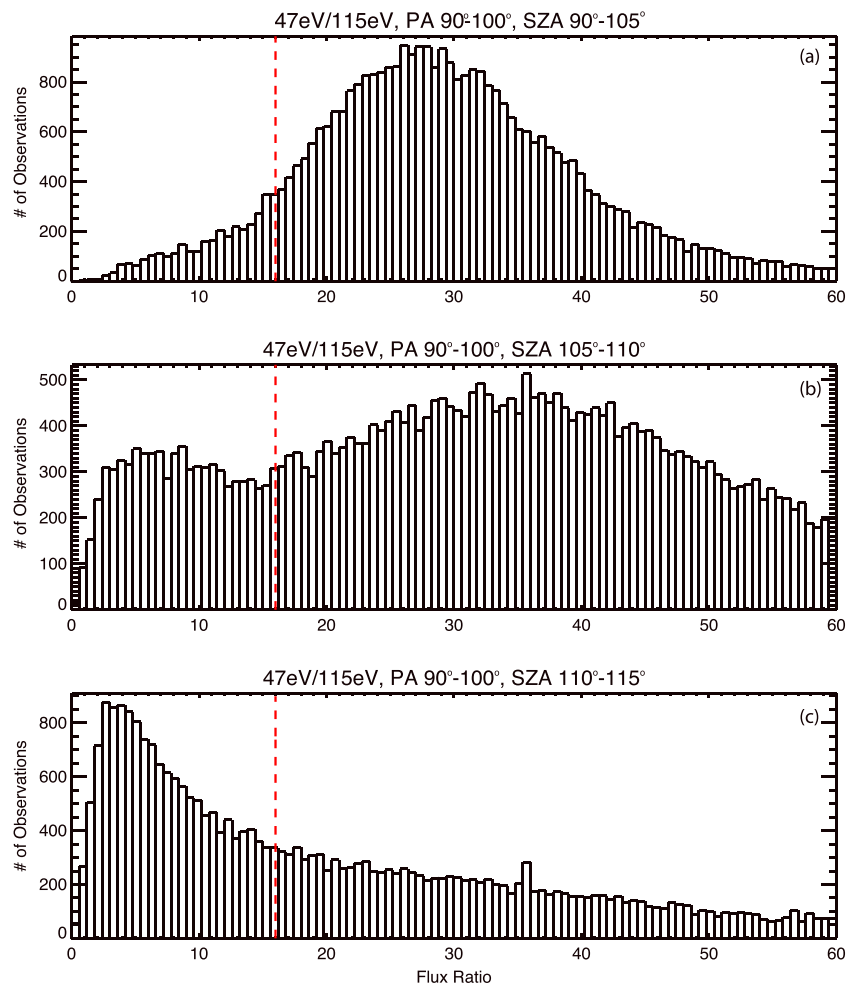 47eV/115eV, PA 90°-100°, SZA 90°-105°
(a)
# of Observations
800
600
400
200
0
0 10 20 30 40 50 60
47eV/115eV, PA 90°-100°, SZA 105°-110°
(b)
# of Observations
500
400
300
200
100
0
0 10 20 30 40 50 60
47eV/115eV, PA 90°-100°, SZA 110°-115°
(c)
# of Observations
800
600
400
200
0
0 10 20 30 40 50 60
Flux Ratio